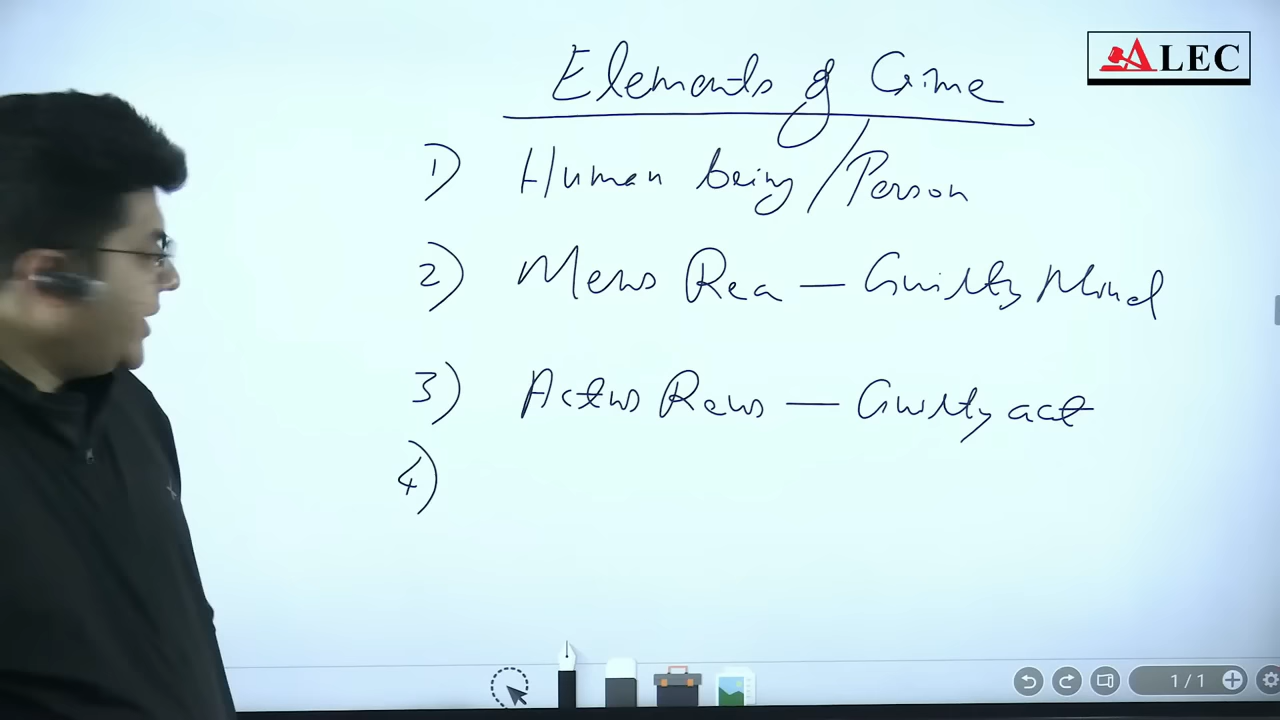 ALEC
Elements of Crime
1) Human being/Person
2) Mens Rea — Guilty Mind
3) Actus Reus — Guilty act
4)
1/1